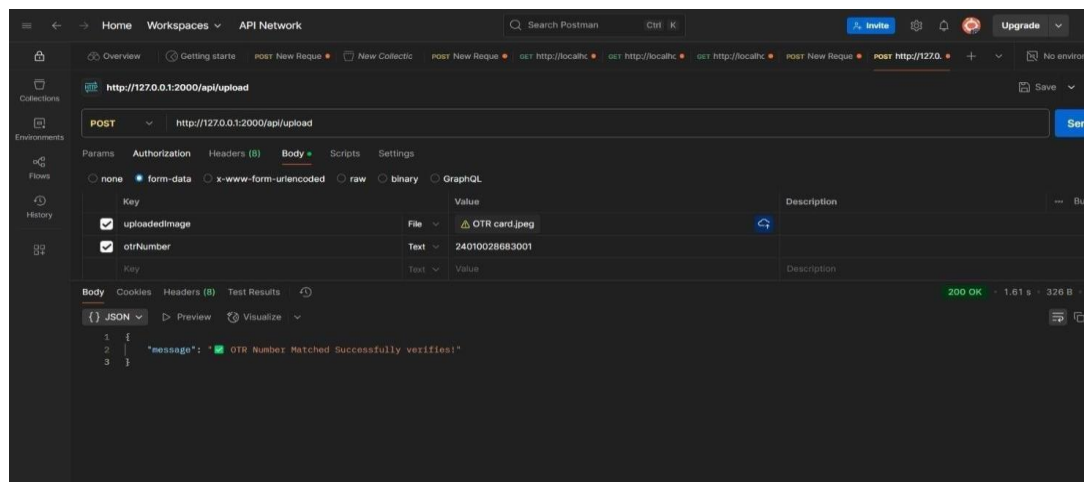 Home Workspaces API Network Search Postman Ctrl K Invite Upgrade
Overview Getting starte POST New Reque New Collectic POST New Reque GET http://localhc GET http://localhc GET http://localhc POST New Reque POST http://127.0. No environ
http://127.0.0.1:2000/api/upload Save
POST http://127.0.0.1:2000/api/upload Ser
Params Authorization Headers (8) Body Scripts Settings
none form-data x-www-form-urlencoded raw binary GraphQL
Key Value Description Bu
uploadedImage File OTR card.jpeg
otrNumber Text 24010028683001
Key Text Value Description
Body Cookies Headers (8) Test Results 200 OK 1.61 s 326 B
{} JSON Preview Visualize
1 {
2 "message": "✅ OTR Number Matched Successfully verifies!"
3 }
Collections
Environments
Flows
History